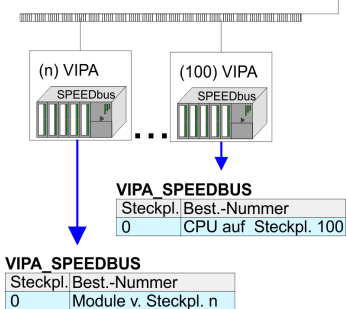 (n) VIPA
(100) VIPA
SPEEDbus
SPEEDbus
VIPA_SPEEDBUS
Steckpl. Best.-Nummer
0 CPU auf Steckpl. 100
VIPA_SPEEDBUS
Steckpl. Best.-Nummer
0 Module v. Steckpl. n